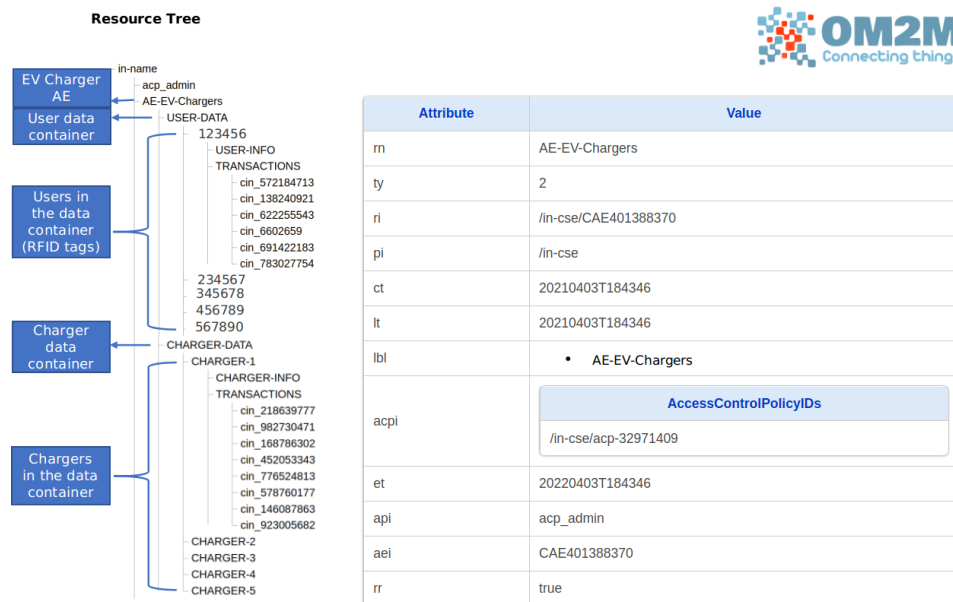 Resource Tree
OM2M
Connecting thing
EV Charger
AE
User data
container
Users in
the data
container
(RFID tags)
Charger
data
container
Chargers
in the data
container
in-name
acp_admin
AE-EV-Chargers
USER-DATA
123456
USER-INFO
TRANSACTIONS
cin_572184713
cin_138240921
cin_622255543
cin_6602659
cin_691422183
cin_783027754
234567
345678
456789
567890
CHARGER-DATA
CHARGER-1
CHARGER-INFO
TRANSACTIONS
cin_218639777
cin_982730471
cin_168786302
cin_452053343
cin_776524813
cin_578760177
cin_146087863
cin_923005682
CHARGER-2
CHARGER-3
CHARGER-4
CHARGER-5
Attribute Value
rn AE-EV-Chargers
ty 2
ri /in-cse/CAE401388370
pi /in-cse
ct 20210403T184346
lt 20210403T184346
lbl • AE-EV-Chargers
acpi
AccessControlPolicyIDs
/in-cse/acp-32971409
et 20220403T184346
api acp_admin
aei CAE401388370
rr true